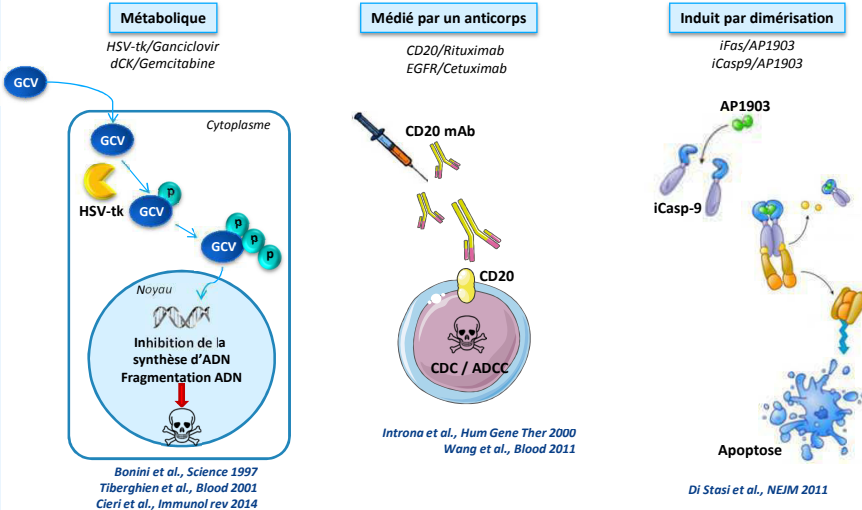 Métabolique
HSV-tk/Ganciclovir
dCK/Gemcitabine
GCV
Cytoplasme
GCV
HSV-tk
GCV
p
GCV
p
p
p
Noyau
Inhibition de la
synthèse d'ADN
Fragmentation ADN
Bonini et al., Science 1997
Tiberghien et al., Blood 2001
Cieri et al., Immunol rev 2014
Médié par un anticorps
CD20/Rituximab
EGFR/Cetuximab
CD20 mAb
CD20
CDC / ADCC
Introna et al., Hum Gene Ther 2000
Wang et al., Blood 2011
Induit par dimérisation
iFas/AP1903
iCasp9/AP1903
AP1903
iCasp-9
Apoptose
Di Stasi et al., NEJM 2011